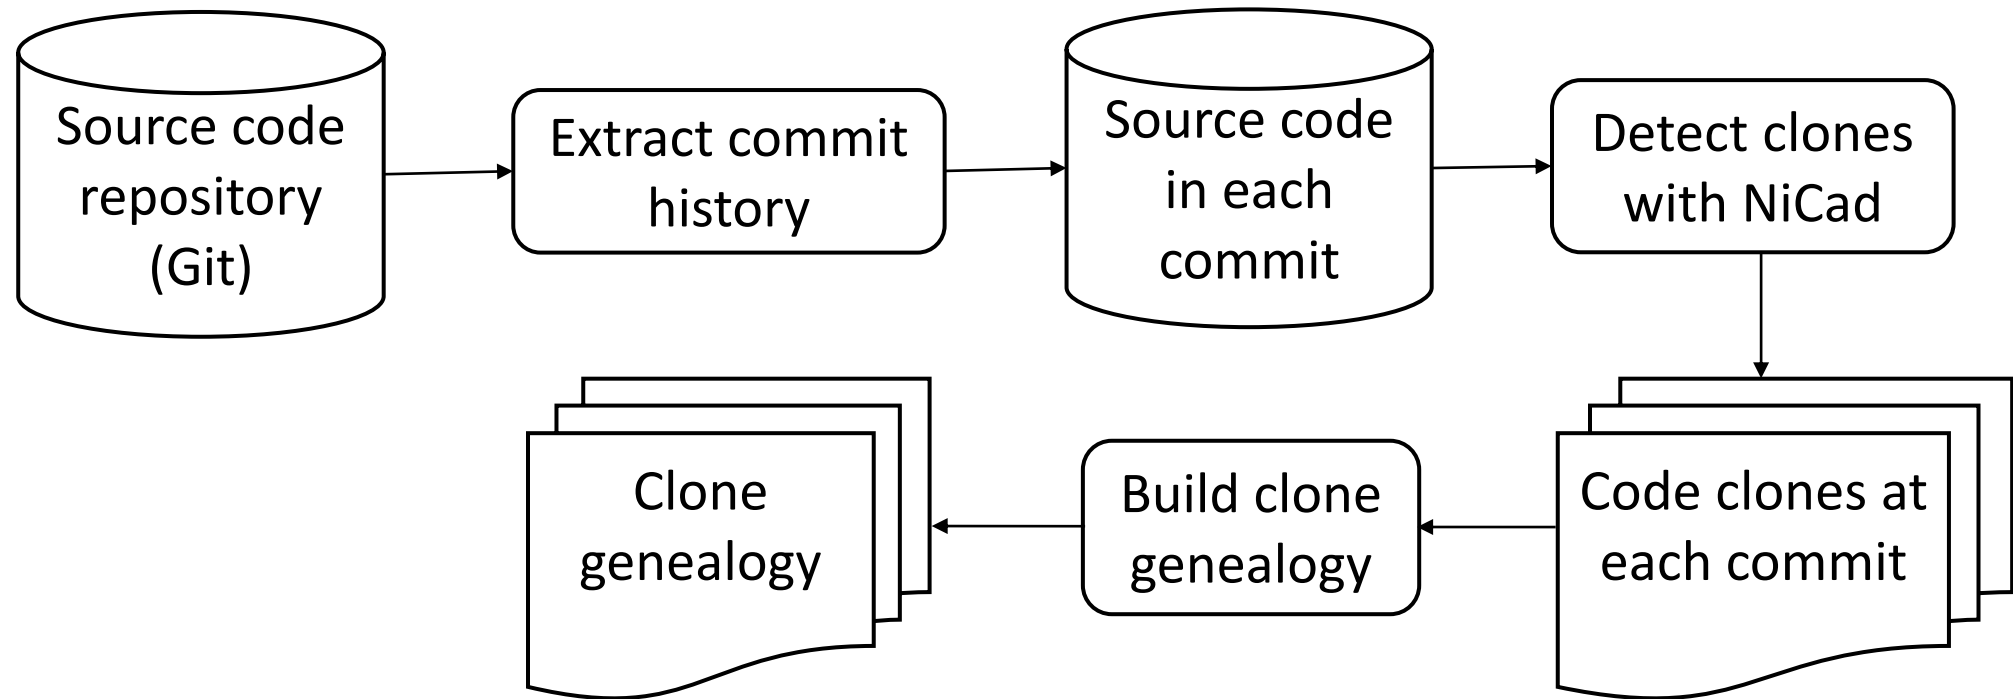 Source code
repository
(Git)
Extract commit
history
Source code
in each
commit
Detect clones
with NiCad
Code clones at
each commit
Build clone
genealogy
Clone
genealogy